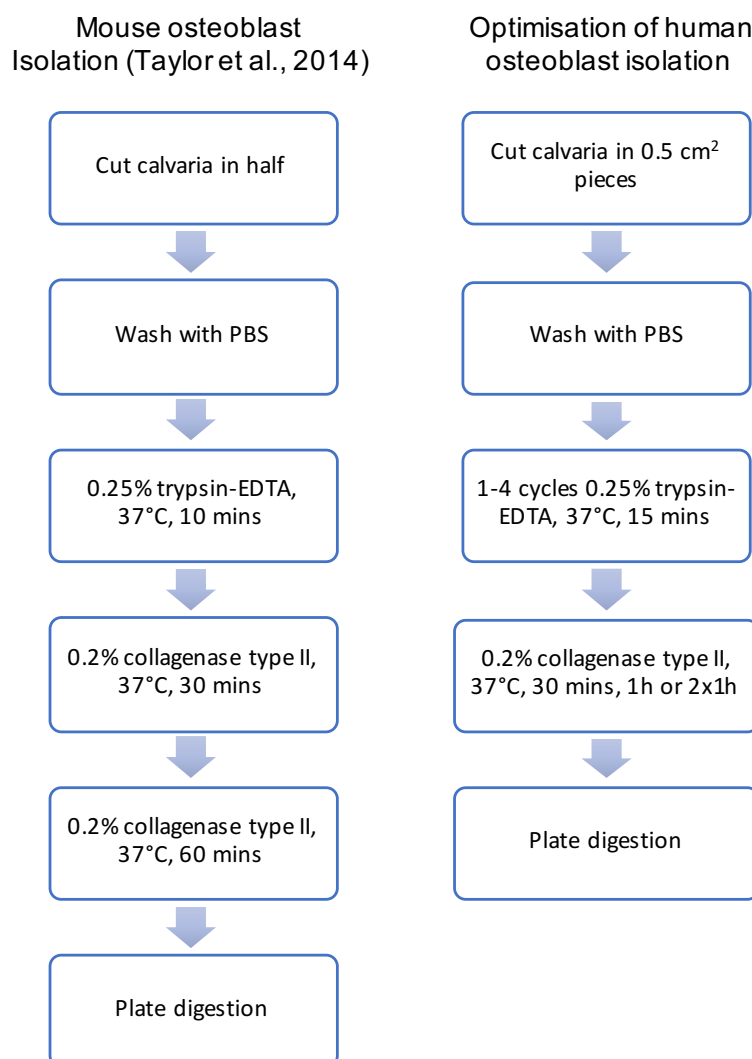 Mouse osteoblast
Isolation (Taylor et al., 2014)
Cut calvaria in half
Wash with PBS
0.25% trypsin-EDTA,
37°C, 10 mins
0.2% collagenase type II,
37°C, 30 mins
0.2% collagenase type II,
37°C, 60 mins
Plate digestion
Optimisation of human
osteoblast isolation
Cut calvaria in 0.5 cm²
pieces
Wash with PBS
1-4 cycles 0.25% trypsin-
EDTA, 37°C, 15 mins
0.2% collagenase type II,
37°C, 30 mins, 1h or 2x1h
Plate digestion